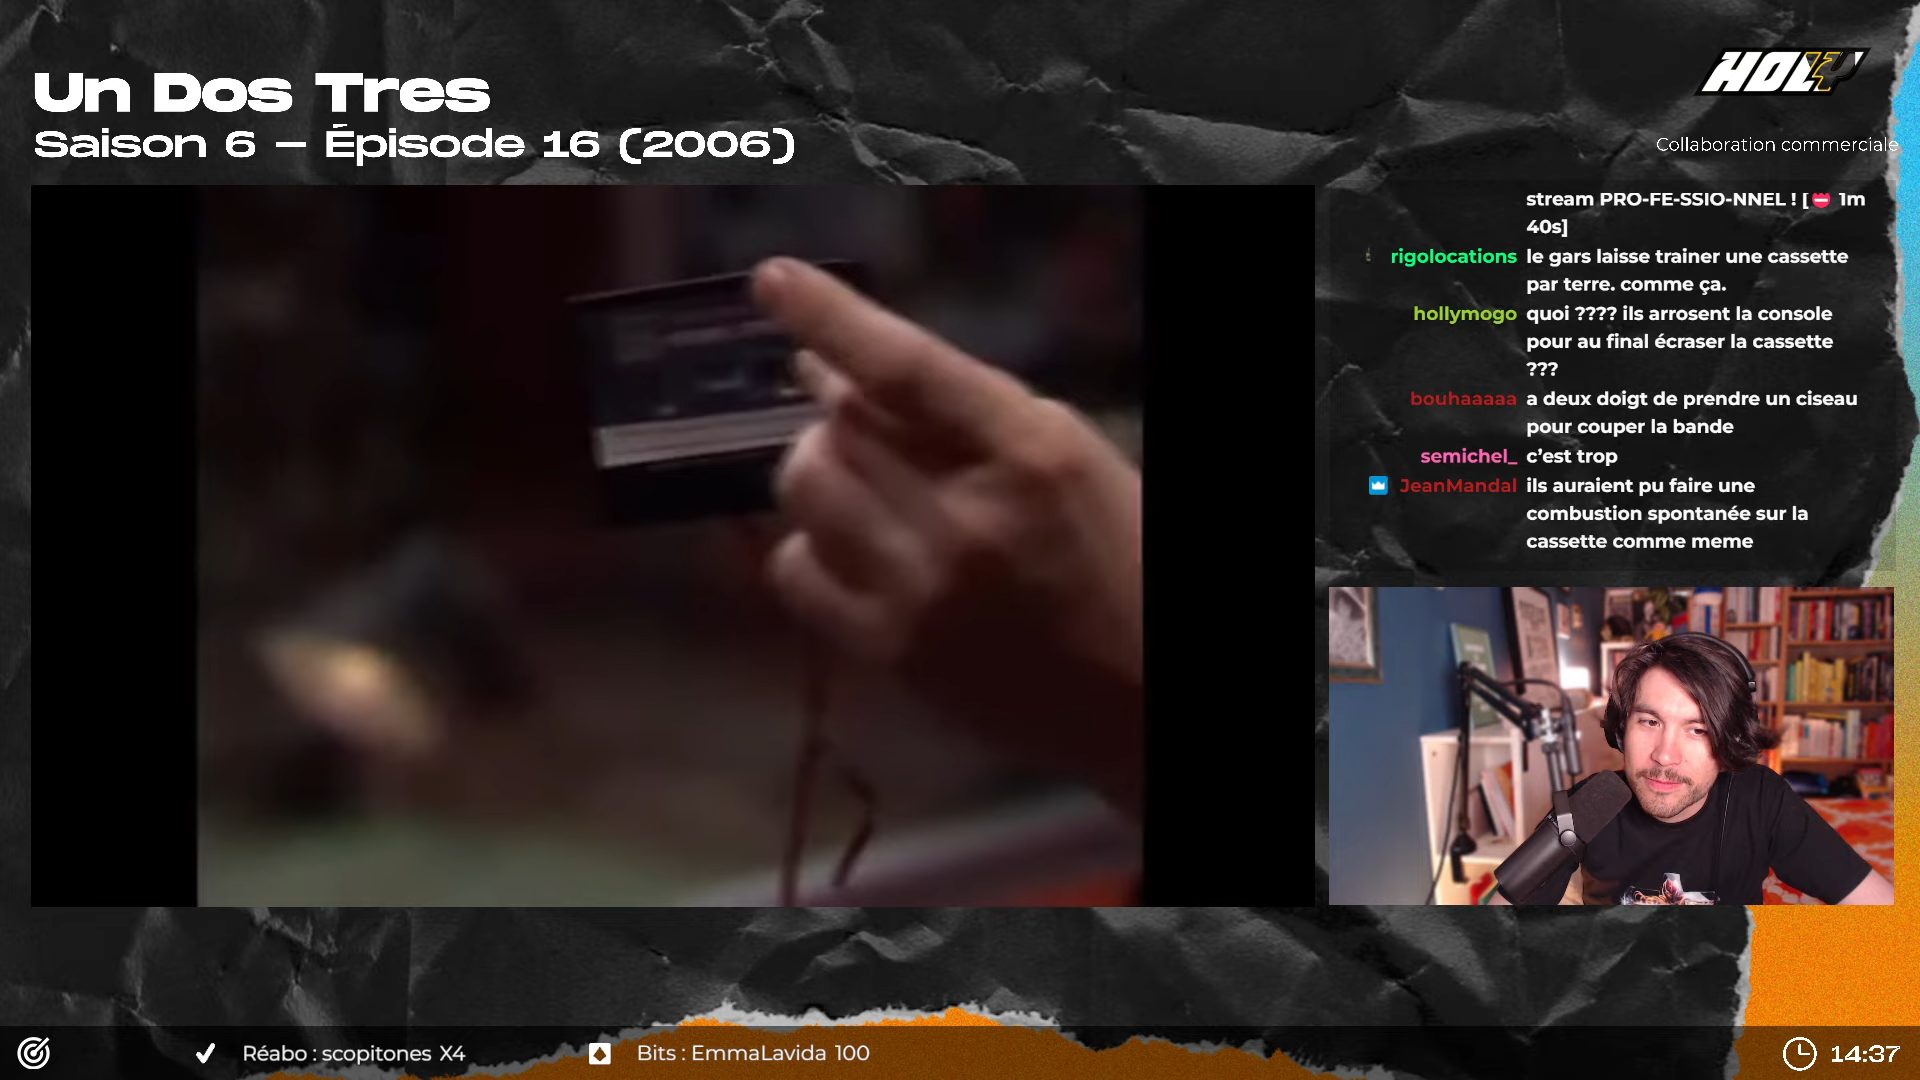 Un Dos Tres
Saison 6 – Épisode 16 (2006)
HOLY
Collaboration commerciale
stream PRO-FE-SSIO-NNEL ! [⛔ 1m
40s]
rigolocations le gars laisse trainer une cassette
par terre. comme ça.
hollymogo quoi ???? ils arrosent la console
pour au final écraser la cassette
???
bouhaaaaa a deux doigt de prendre un ciseau
pour couper la bande
semichel_ c'est trop
JeanMandal ils auraient pu faire une
combustion spontanée sur la
cassette comme meme
Réabo : scopitones X4
Bits : EmmaLavida 100
14:37